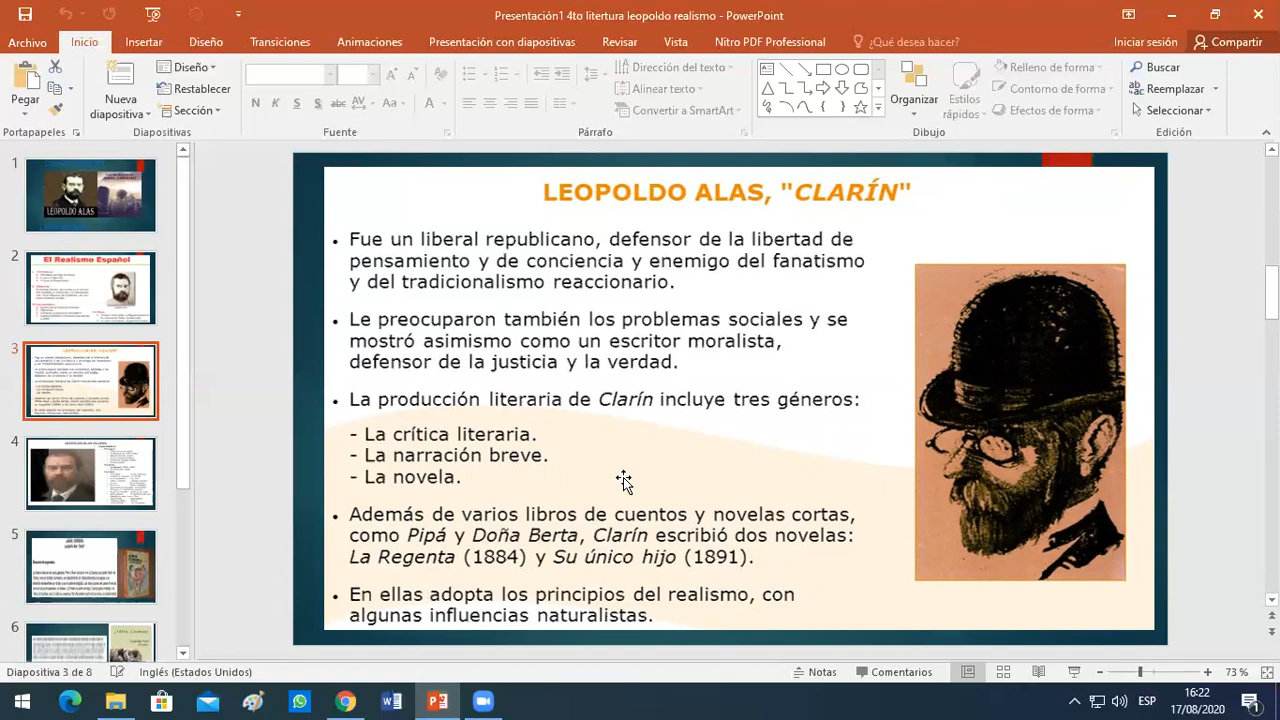 Presentación1 4to litertura leopoldo realismo - PowerPoint
Archivo Inicio Insertar Diseño Transiciones Animaciones Presentación con diapositivas Revisar Vista Nitro PDF Professional ¿Qué desea hacer? Iniciar sesión Compartir
Pegar
Nueva diapositiva
Diseño
Restablecer
Sección
N K S S abc AV Aa A
Dirección del texto
Alinear texto
Convertir a SmartArt
Organizar
Estilos rápidos
Relleno de forma
Contorno de forma
Efectos de forma
Buscar
Reemplazar
Seleccionar
Portapapeles Diapositivas Fuente Párrafo Dibujo Edición
1
LEOPOLDO ALAS
2
El Realismo Español
3
4
5
6
LEOPOLDO ALAS, "CLARÍN"
• Fue un liberal republicano, defensor de la libertad de
pensamiento y de conciencia y enemigo del fanatismo
y del tradicionalismo reaccionario.
• Le preocuparon también los problemas sociales y se
mostró asimismo como un escritor moralista,
defensor de la justicia y la verdad.
• La producción literaria de Clarín incluye tres géneros:
- La crítica literaria.
- La narración breve.
- La novela.
• Además de varios libros de cuentos y novelas cortas,
como Pipá y Doña Berta, Clarín escribió dos novelas:
La Regenta (1884) y Su único hijo (1891).
• En ellas adopta los principios del realismo, con
algunas influencias naturalistas.
Diapositiva 3 de 8 Inglés (Estados Unidos) Notas Comentarios 73 %
ESP
16:22
17/08/2020